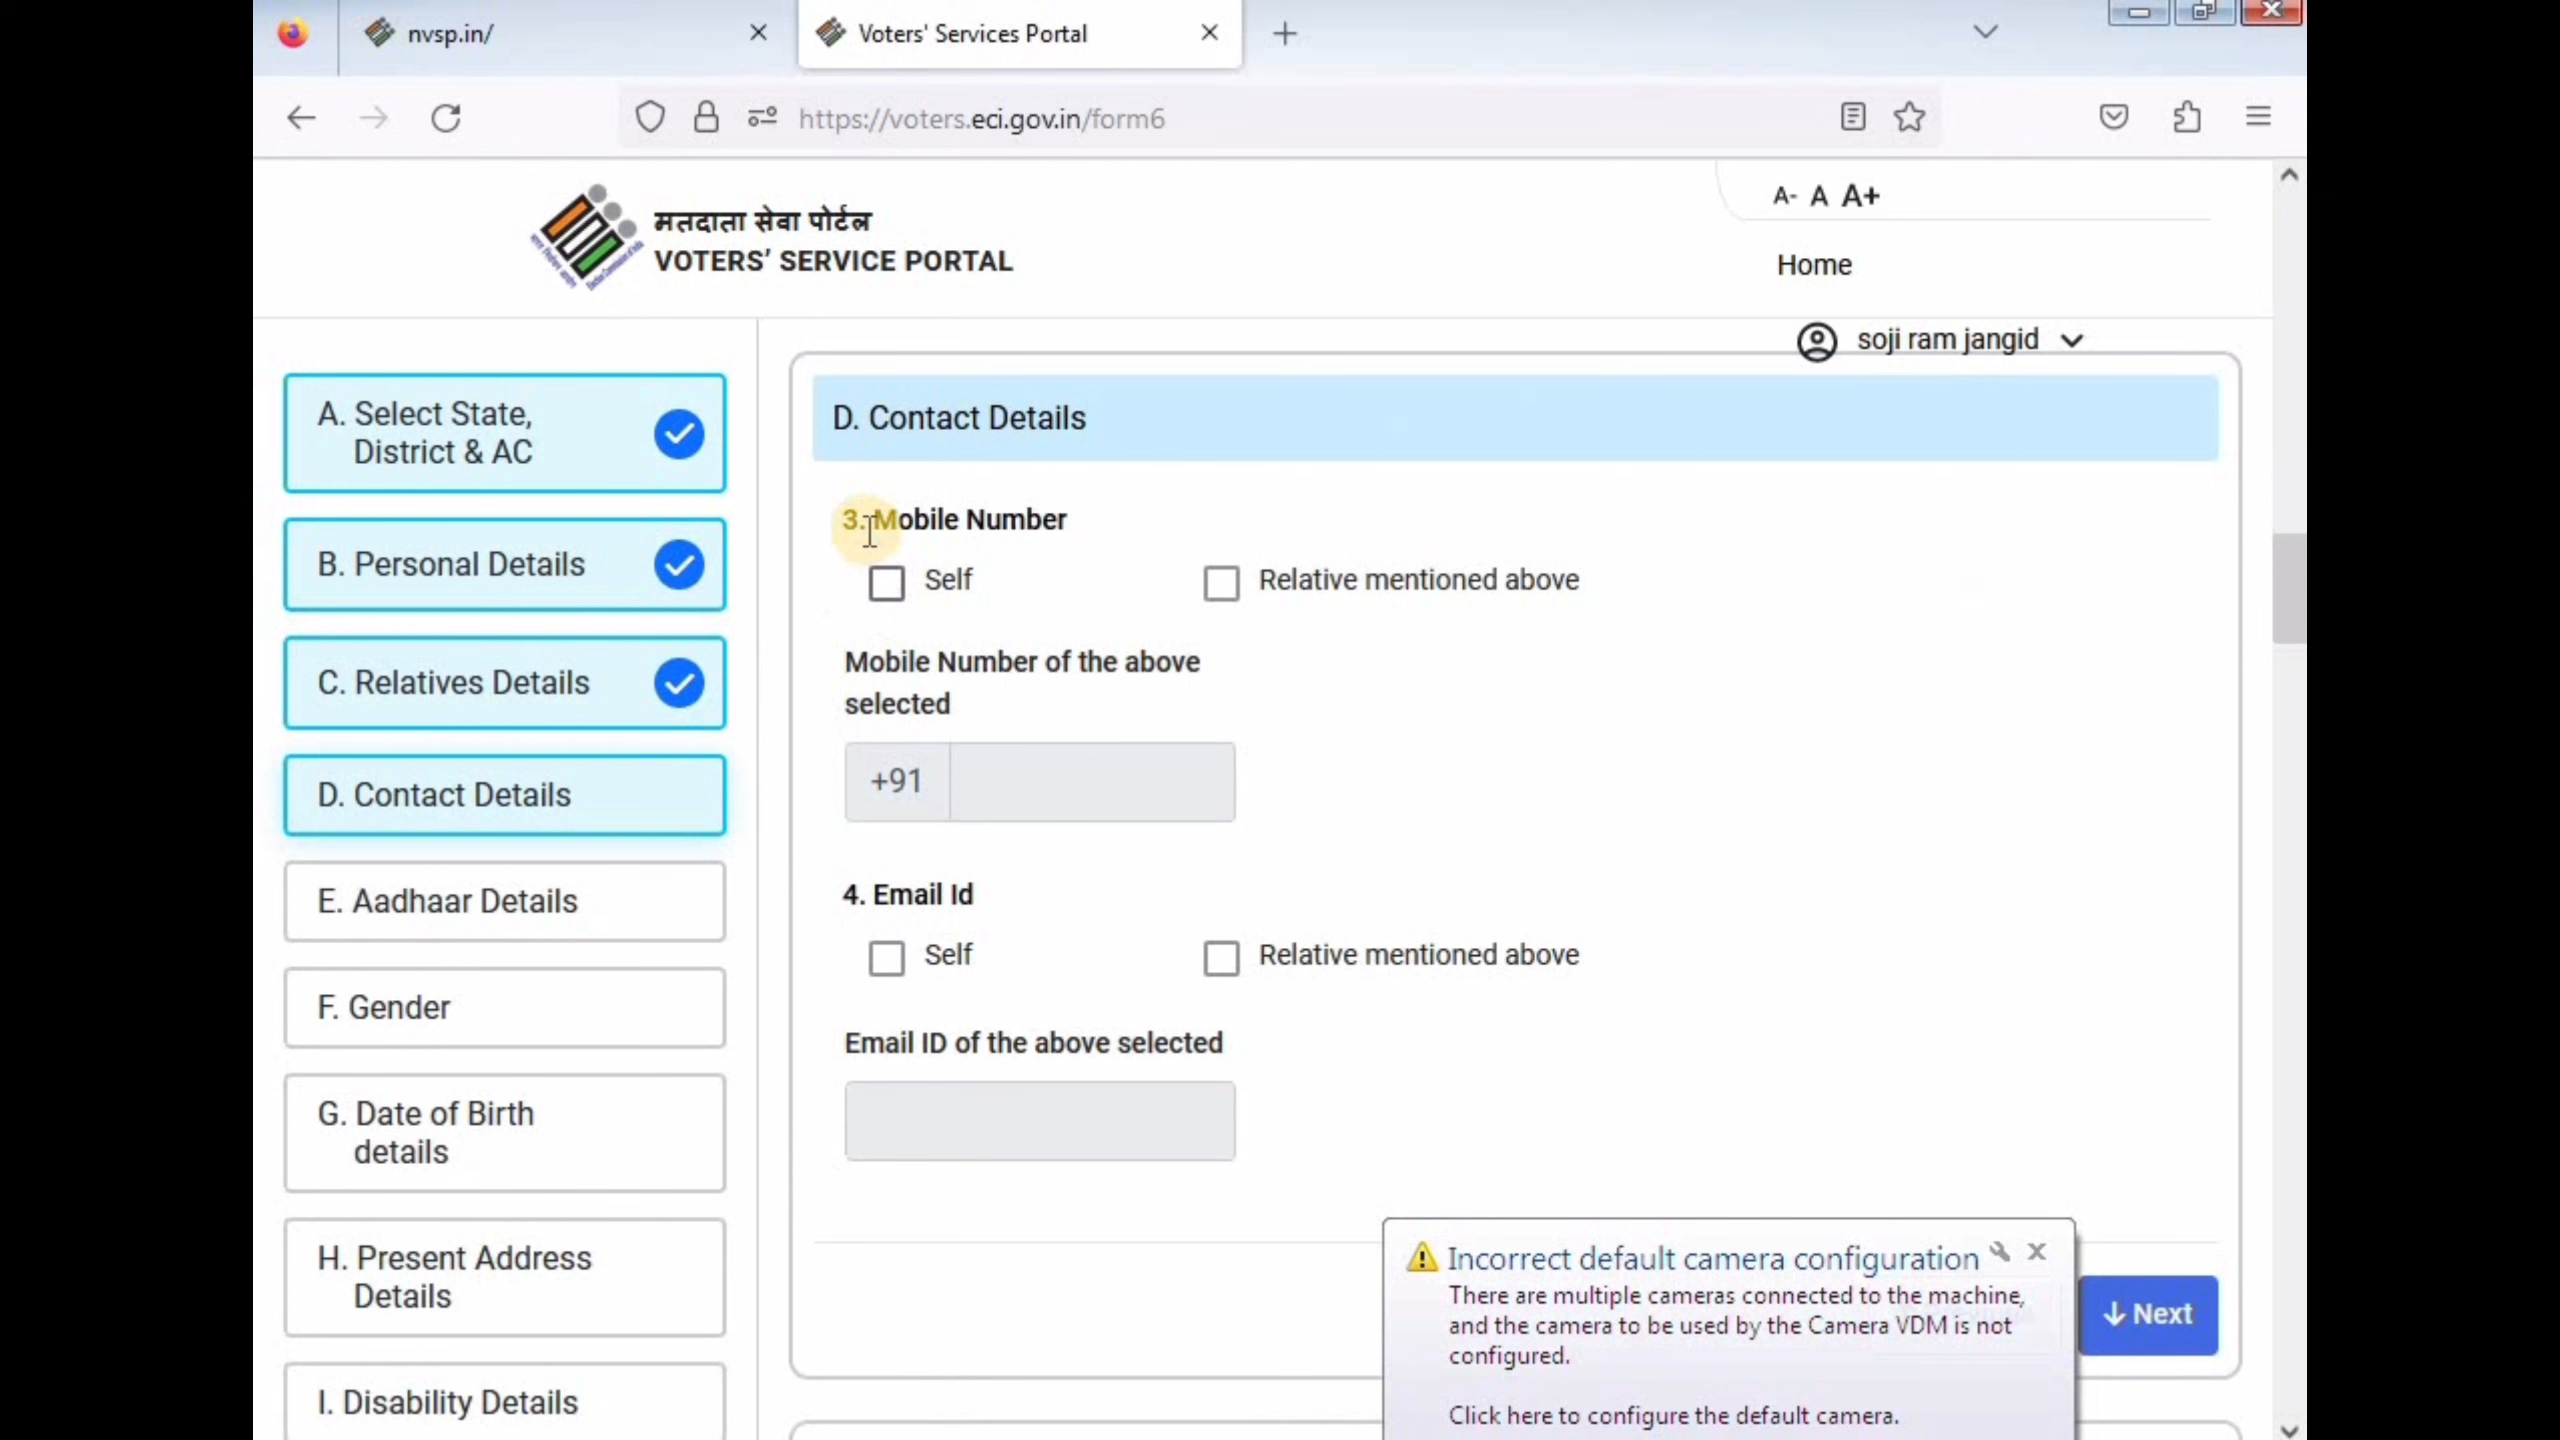 nvsp.in/
Voters' Services Portal
https://voters.eci.gov.in/form6
A- A A+
मतदाता सेवा पोर्टल
VOTERS’ SERVICE PORTAL
Home
soji ram jangid
A. Select State,
District & AC
B. Personal Details
C. Relatives Details
D. Contact Details
E. Aadhaar Details
F. Gender
G. Date of Birth
details
H. Present Address
Details
I. Disability Details
D. Contact Details
3. Mobile Number
Self
Relative mentioned above
Mobile Number of the above
selected
+91
4. Email Id
Self
Relative mentioned above
Email ID of the above selected
Next
Incorrect default camera configuration
There are multiple cameras connected to the machine,
and the camera to be used by the Camera VDM is not
configured.
Click here to configure the default camera.